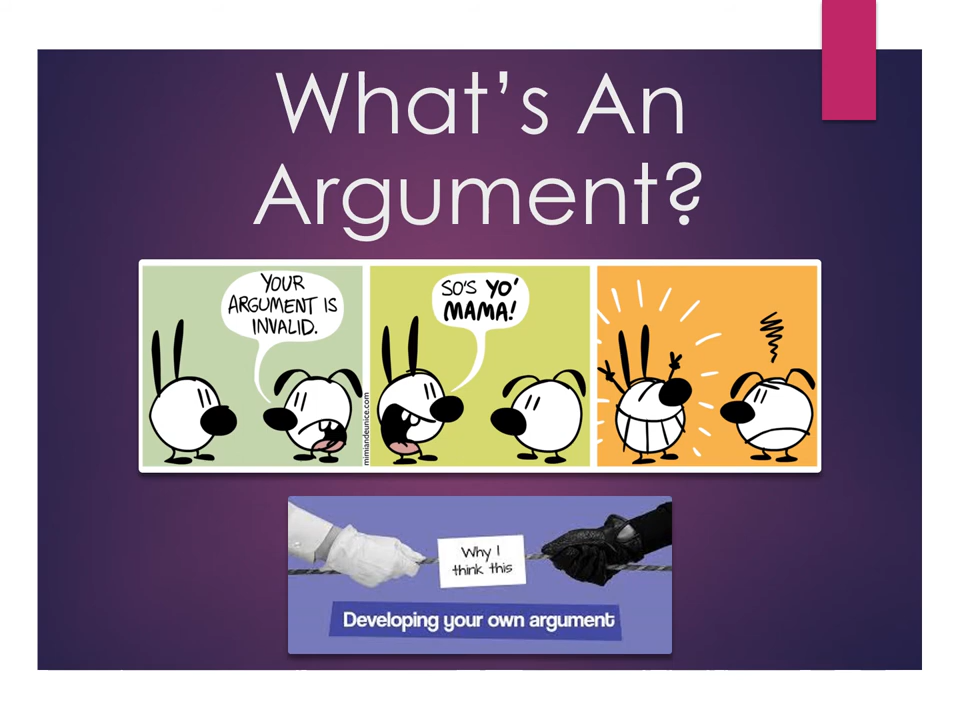 What’s An
Argument?
YOUR
ARGUMENT IS
INVALID.
mimiandeunice.com
SO'S YO'
MAMA!
Why I
think this
Developing your own argument